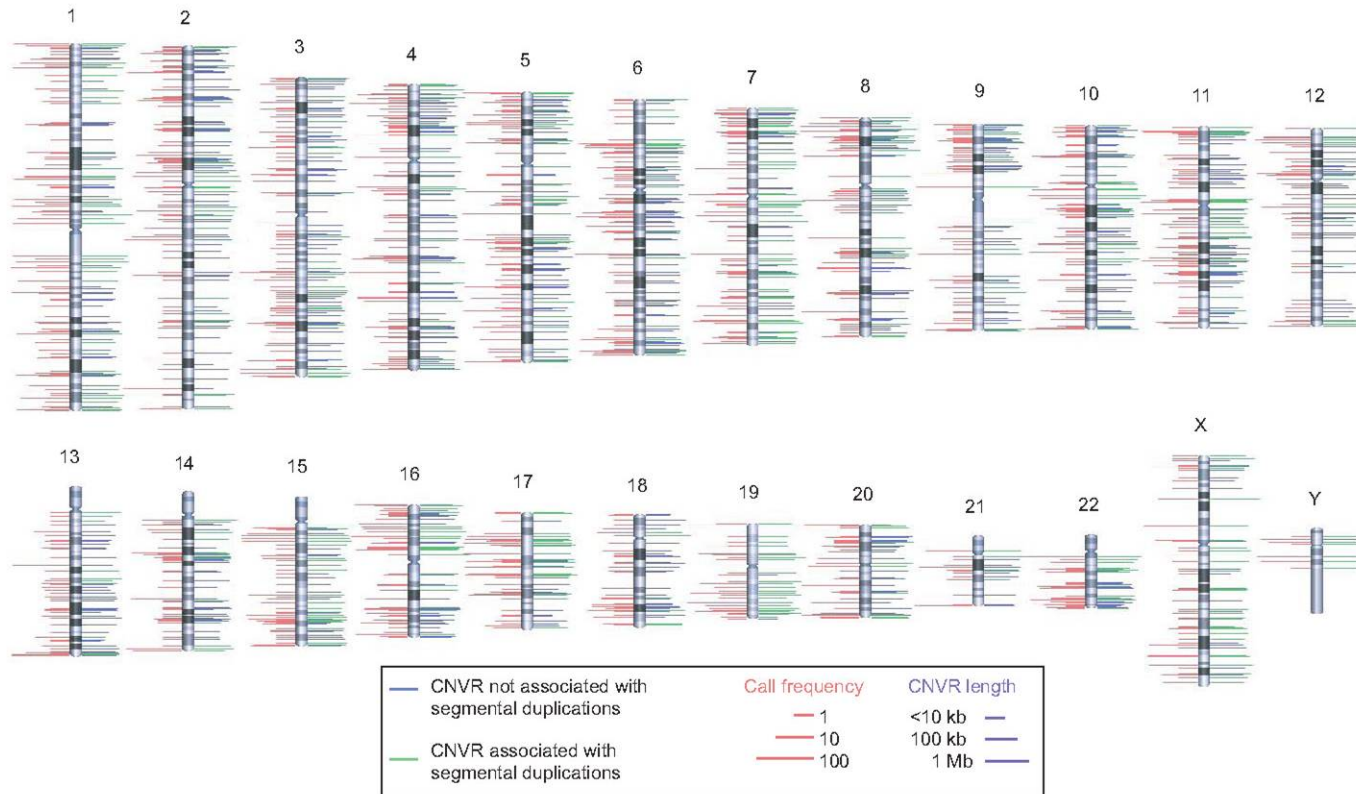 1 2 3 4 5 6 7 8 9 10 11 12
13 14 15 16 17 18 19 20 21 22 X Y
CNVR not associated with
segmental duplications
CNVR associated with
segmental duplications
Call frequency
1
10
100
CNVR length
<10 kb
100 kb
1 Mb